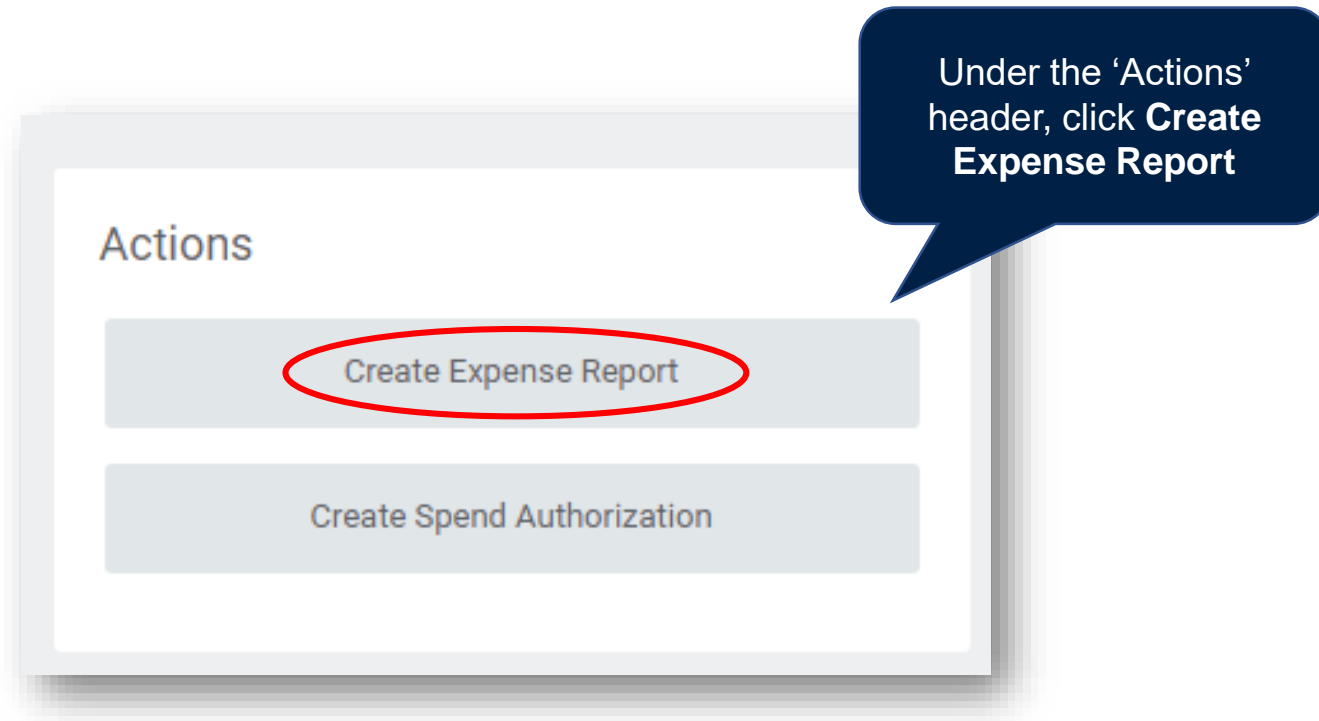 Under the ‘Actions’
header, click Create
Expense Report
Actions
Create Expense Report
Create Spend Authorization